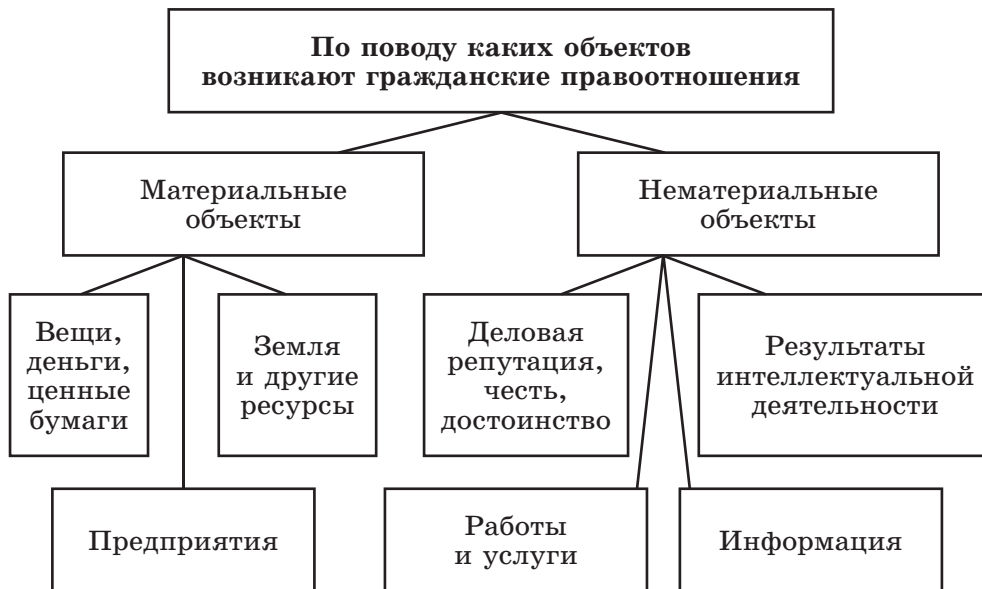 По поводу каких объектов
возникают гражданские правоотношения
Материальные
объекты
Нематериальные
объекты
Вещи,
деньги,
ценные
бумаги
Земля
и другие
ресурсы
Деловая
репутация,
честь,
достоинство
Результаты
интеллектуальной
деятельности
Предприятия
Работы
и услуги
Информация